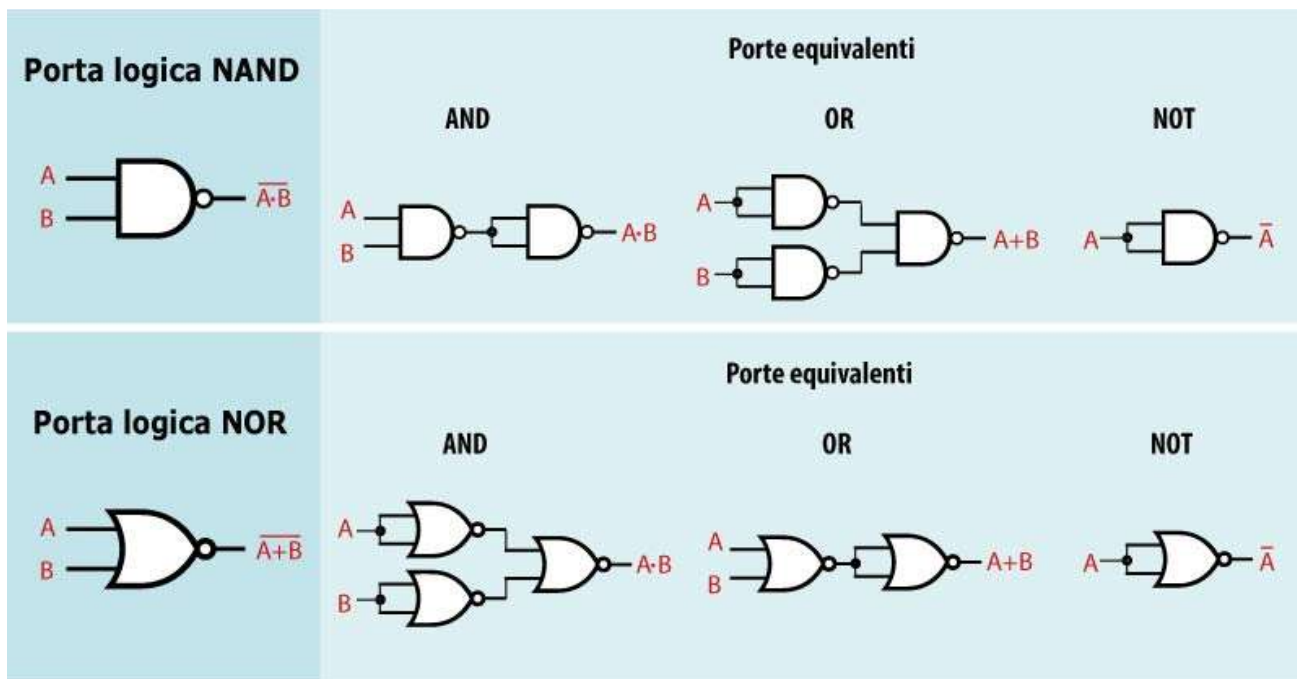 Porta logica NAND
A
B
A̅·̅B̅
Porte equivalenti
AND
OR
NOT
A
B
A·B
A
B
A+B
A
A̅
Porta logica NOR
A
B
A̅+̅B̅
Porte equivalenti
AND
OR
NOT
A
B
A·B
A
B
A+B
A
A̅